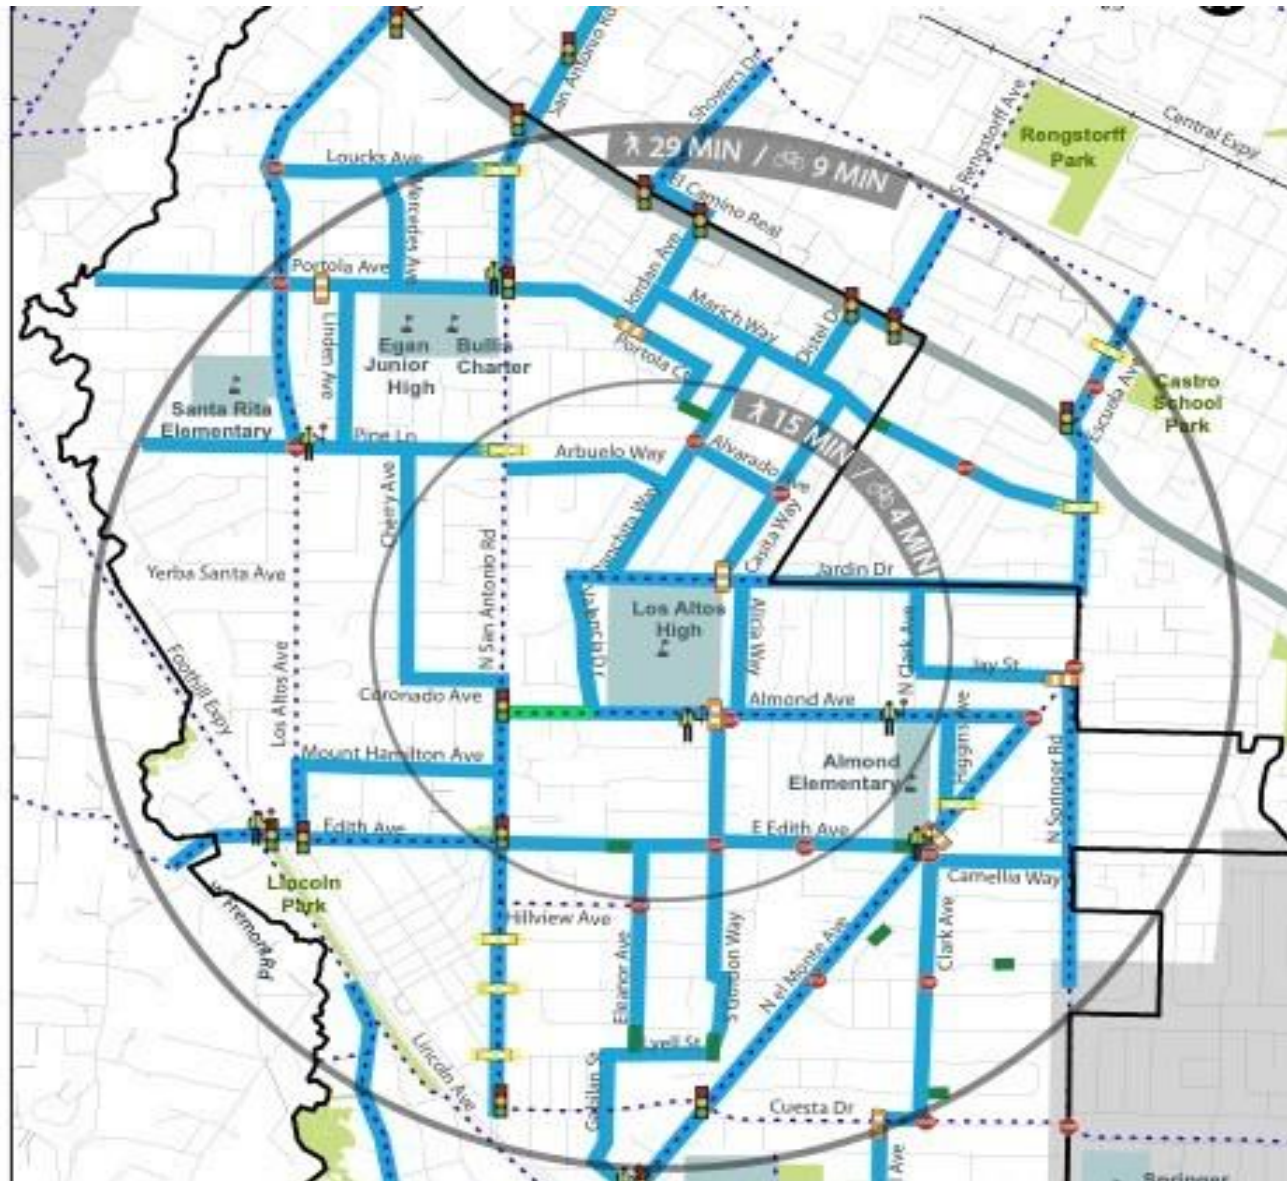 San Antonio Rd
Showers Dr
S Rengstorff Ave
Central Expy
Rengstorff
Park
29 MIN / 9 MIN
Loucks Ave
El Camino Real
Mercedes Ave
Jordan Ave
Portola Ave
Marich Way
Distel Dr
Linden Ave
Egan
Junior
High
Bullis
Charter
Portola Ct
Escuela Ave
Castro
School
Park
Santa Rita
Elementary
15 MIN / 4 MIN
Pine Ln
Arbuelo Way
Alvarado Ave
Cherry Ave
Panchita Way
Casita Way
N San Antonio Rd
Yerba Santa Ave
Jardin Dr
Los Altos
High
Alicia Way
N Clark Ave
Foothill Expy
Los Altos Ave
Jay St
Coronado Ave
Almond Ave
Higgins Ave
Mount Hamilton Ave
Almond
Elementary
N Springer Rd
Edith Ave
E Edith Ave
Lincoln
Park
Camellia Way
W Fremont Rd
Hillview Ave
Eleanor Ave
S Gordon Way
N el Monte Ave
Clark Ave
Lyell St
Lincoln Ave
Cuesta Dr
Ave
Springer